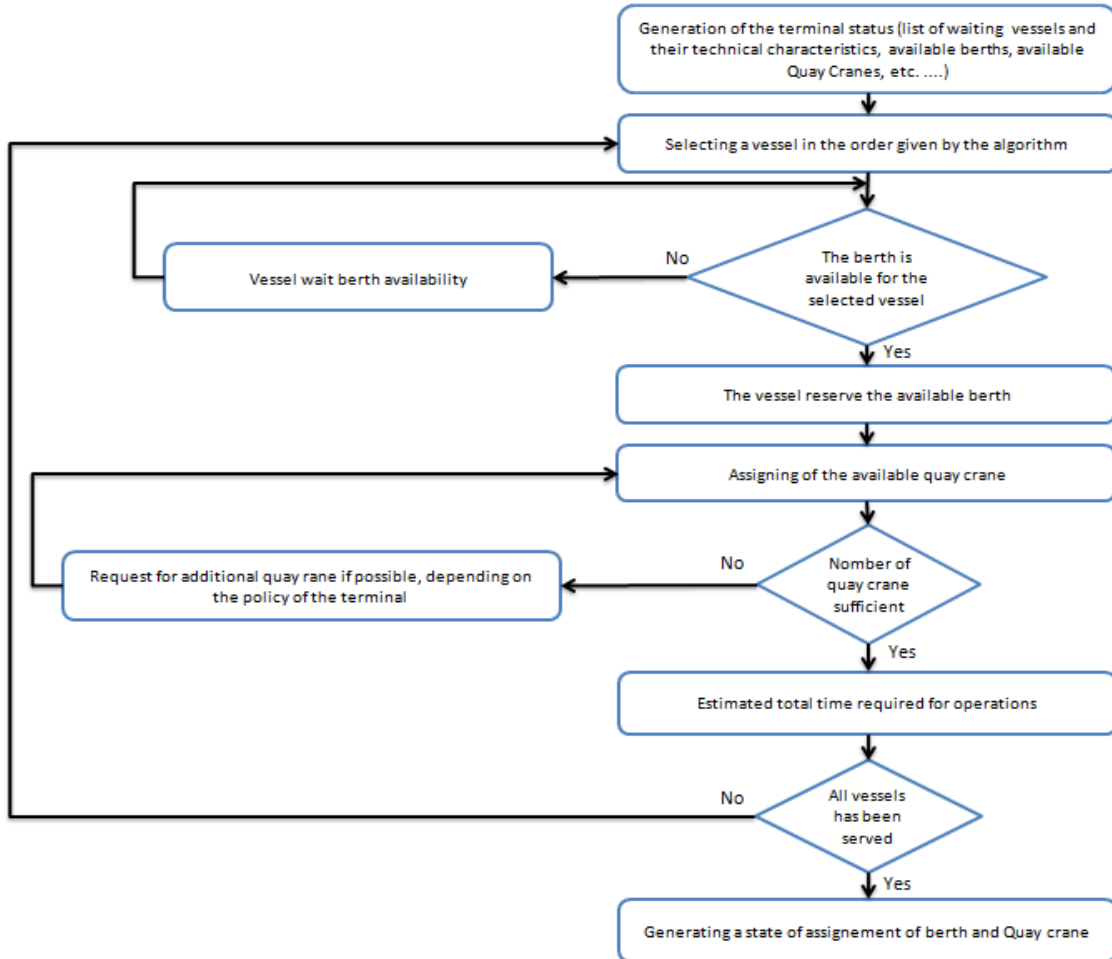 Generation of the terminal status (list of waiting vessels and
their technical characteristics, available berths, available
Quay Cranes, etc. ....)
Selecting a vessel in the order given by the algorithm
No
The berth is
available for the
selected vessel
Vessel wait berth availability
Yes
The vessel reserve the available berth
Assigning of the available quay crane
No
Nomber of
quay crane
sufficient
Request for additional quay rane if possible, depending on
the policy of the terminal
Yes
Estimated total time required for operations
No
All vessels
has been
served
Yes
Generating a state of assignement of berth and Quay crane